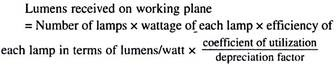 Lumens received on working plane
= Number of lamps × wattage of each lamp × efficiency of
each lamp in terms of lumens/watt × coefficient of utilization / depreciation factor